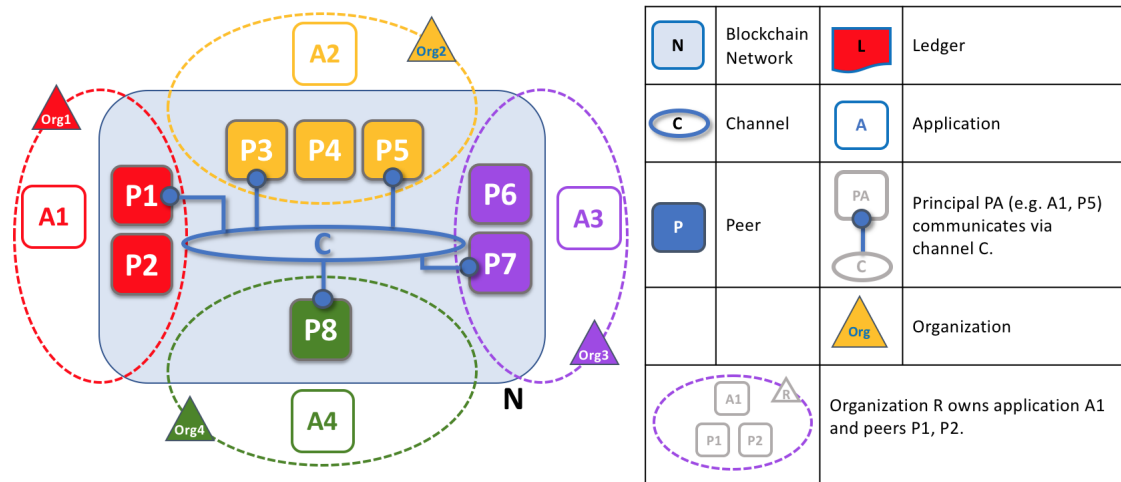 A2
Org2
Org1
P3
P4
P5
P1
P6
A1
A3
C
P2
P7
P8
Org3
N
Org4
A4
N
Blockchain
Network
L
Ledger
C
Channel
A
Application
P
Peer
PA
C
Principal PA (e.g. A1, P5)
communicates via
channel C.
Org
Organization
A1
R
P1
P2
Organization R owns application A1
and peers P1, P2.